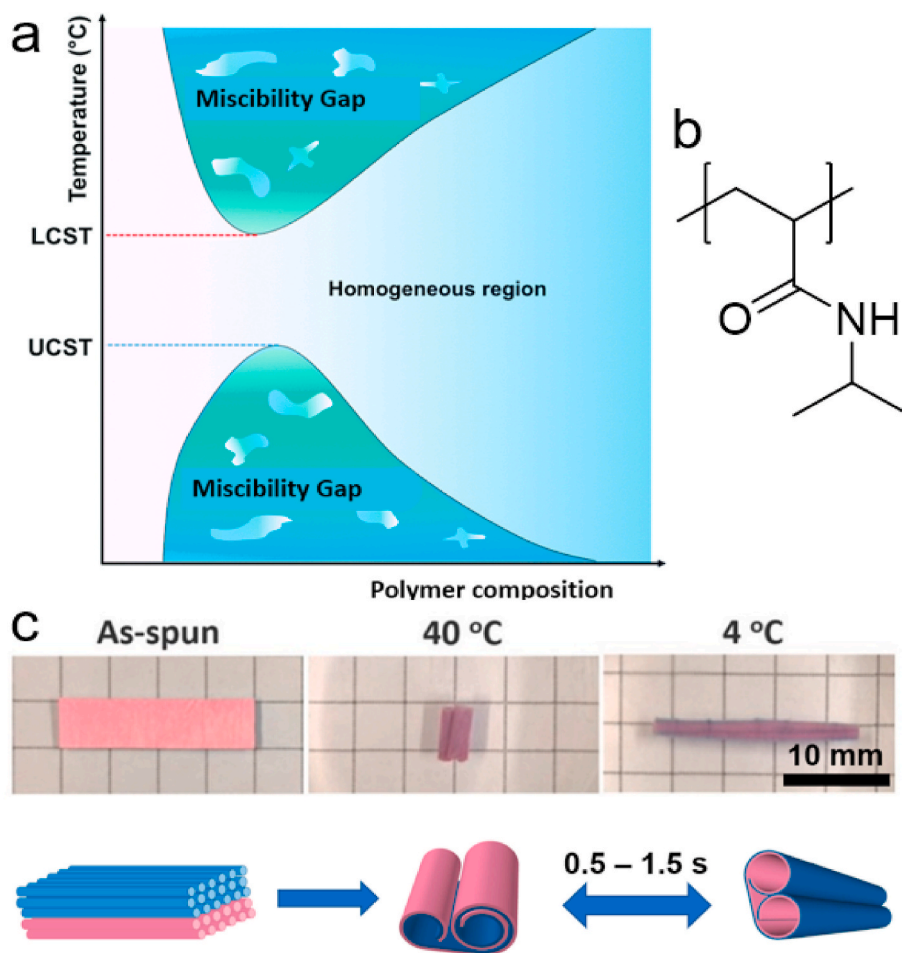 a
Temperature (°C)
Miscibility Gap
LCST
Homogeneous region
UCST
Miscibility Gap
Polymer composition
b
O
NH
c
As-spun
40 °C
4 °C
10 mm
0.5 – 1.5 s